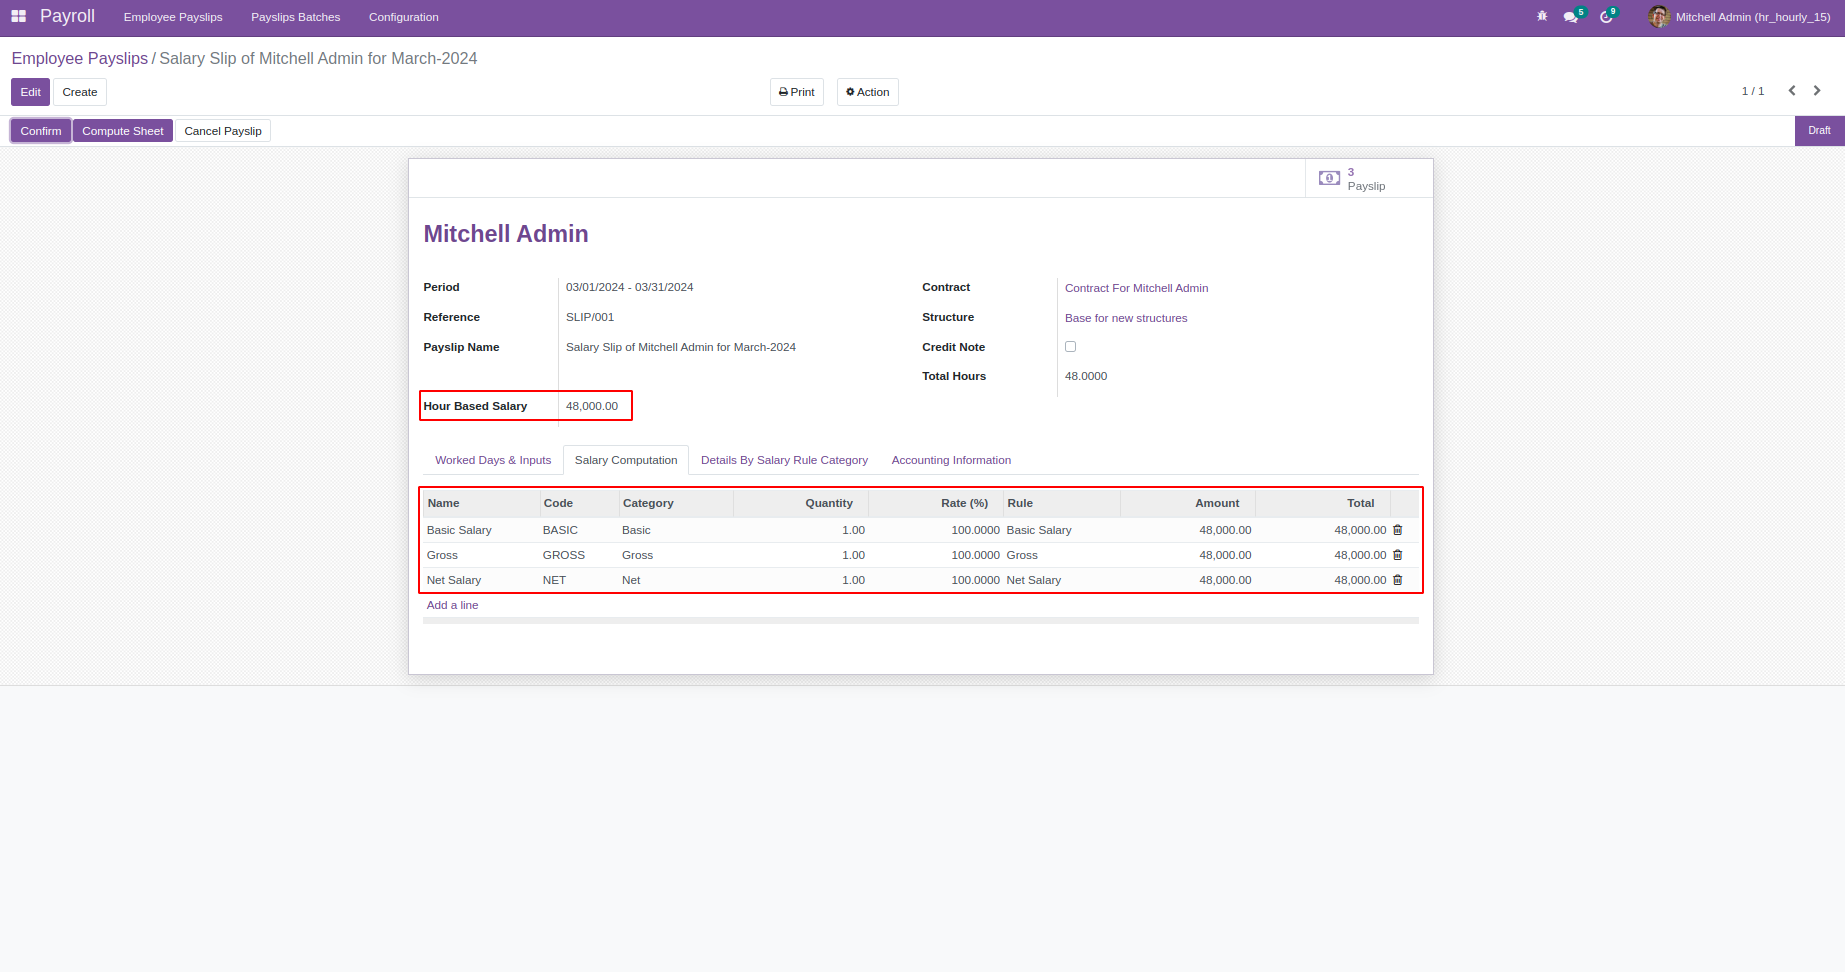 Payroll Employee Payslips Payslips Batches Configuration 5 9 Mitchell Admin (hr_hourly_15)
Employee Payslips / Salary Slip of Mitchell Admin for March-2024
Edit Create Print Action 1 / 1
Confirm Compute Sheet Cancel Payslip Draft
3
Payslip
Mitchell Admin
Period 03/01/2024 - 03/31/2024 Contract Contract For Mitchell Admin
Reference SLIP/001 Structure Base for new structures
Payslip Name Salary Slip of Mitchell Admin for March-2024 Credit Note
Total Hours 48.0000
Hour Based Salary 48,000.00
Worked Days & Inputs Salary Computation Details By Salary Rule Category Accounting Information
Name Code Category Quantity Rate (%) Rule Amount Total
Basic Salary BASIC Basic 1.00 100.0000 Basic Salary 48,000.00 48,000.00
Gross GROSS Gross 1.00 100.0000 Gross 48,000.00 48,000.00
Net Salary NET Net 1.00 100.0000 Net Salary 48,000.00 48,000.00
Add a line